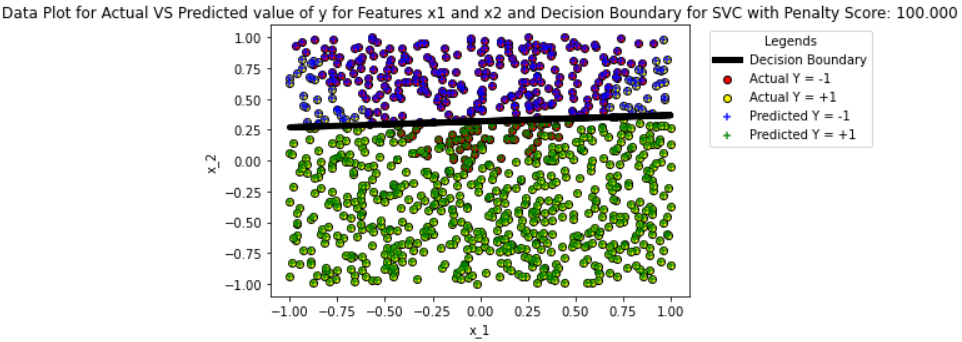 Data Plot for Actual VS Predicted value of y for Features x1 and x2 and Decision Boundary for SVC with Penalty Score: 100.000
Legends
Decision Boundary
Actual Y = -1
Actual Y = +1
Predicted Y = -1
Predicted Y = +1
x_2
1.00
0.75
0.50
0.25
0.00
−0.25
−0.50
−0.75
−1.00
−1.00 −0.75 −0.50 −0.25 0.00 0.25 0.50 0.75 1.00
x_1